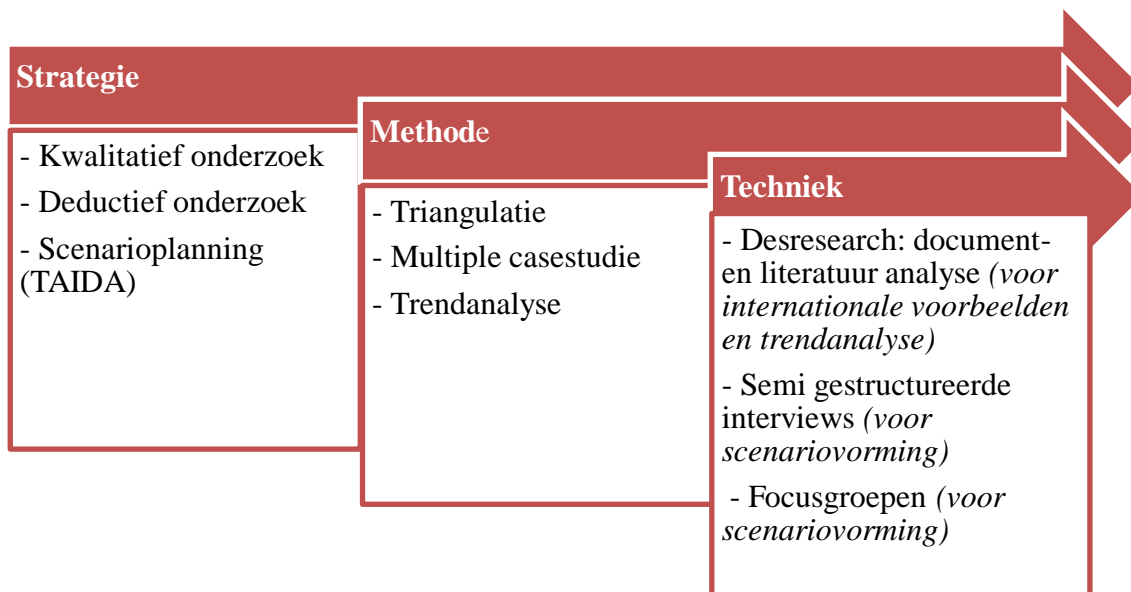 Strategie
- Kwalitatief onderzoek
- Deductief onderzoek
- Scenarioplanning
(TAIDA)
Methode
- Triangulatie
- Multiple casestudie
- Trendanalyse
Techniek
- Desresearch: document-
en literatuur analyse (voor
internationale voorbeelden
en trendanalyse)
- Semi gestructureerde
interviews (voor
scenariovorming)
- Focusgroepen (voor
scenariovorming)